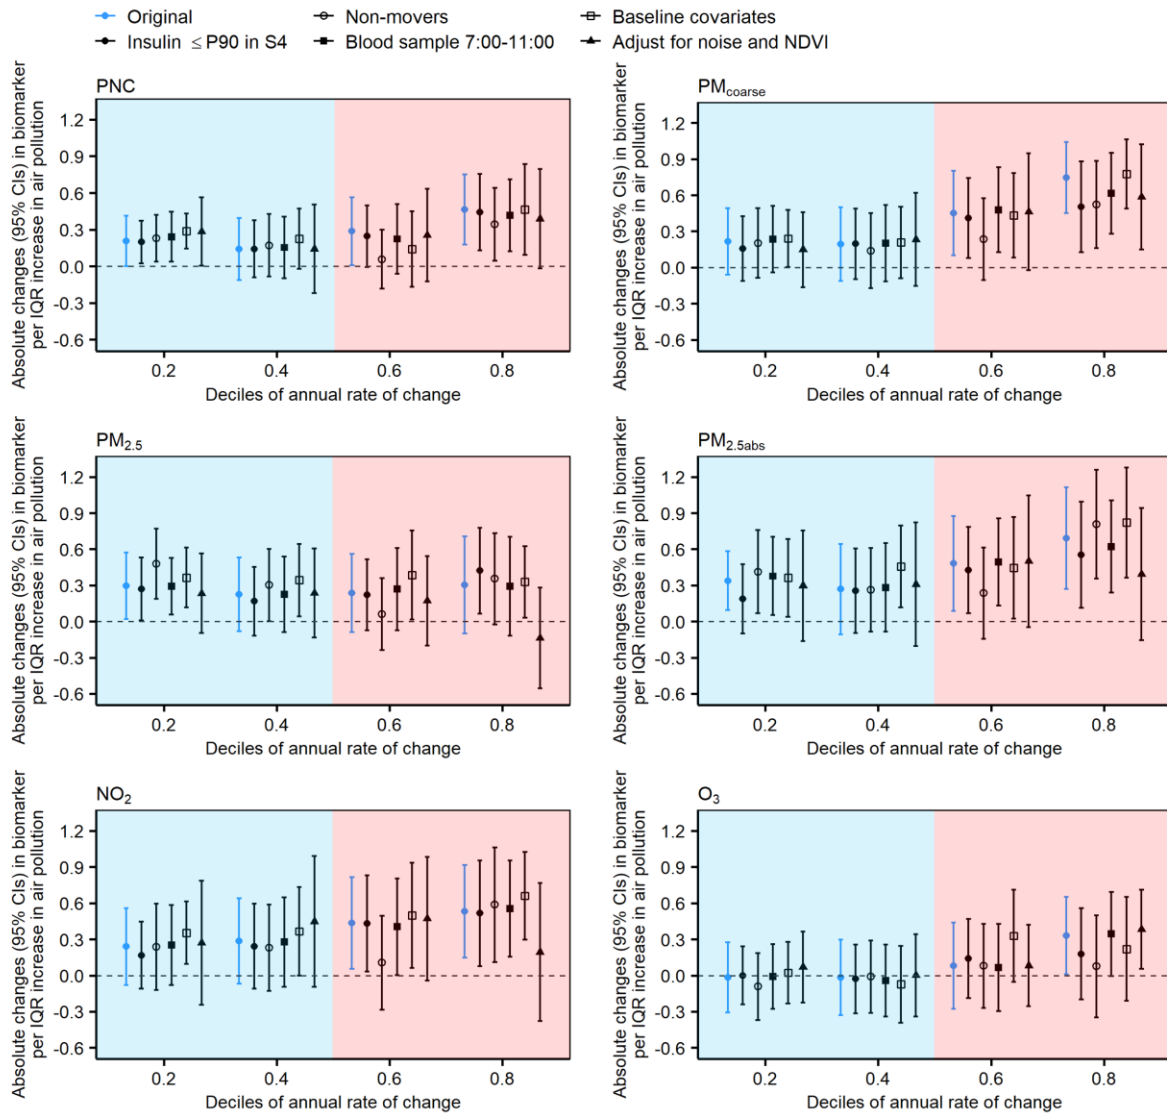 Original
Non-movers
Baseline covariates
Insulin ≤ P90 in S4
Blood sample 7:00-11:00
Adjust for noise and NDVI
PNC
Absolute changes (95% CIs) in biomarker
per IQR increase in air pollution
1.2
0.9
0.6
0.3
0.0
-0.3
-0.6
0.2 0.4 0.6 0.8
Deciles of annual rate of change
PMcoarse
Absolute changes (95% CIs) in biomarker
per IQR increase in air pollution
1.2
0.9
0.6
0.3
0.0
-0.3
-0.6
0.2 0.4 0.6 0.8
Deciles of annual rate of change
PM2.5
Absolute changes (95% CIs) in biomarker
per IQR increase in air pollution
1.2
0.9
0.6
0.3
0.0
-0.3
-0.6
0.2 0.4 0.6 0.8
Deciles of annual rate of change
PM2.5abs
Absolute changes (95% CIs) in biomarker
per IQR increase in air pollution
1.2
0.9
0.6
0.3
0.0
-0.3
-0.6
0.2 0.4 0.6 0.8
Deciles of annual rate of change
NO2
Absolute changes (95% CIs) in biomarker
per IQR increase in air pollution
1.2
0.9
0.6
0.3
0.0
-0.3
-0.6
0.2 0.4 0.6 0.8
Deciles of annual rate of change
O3
Absolute changes (95% CIs) in biomarker
per IQR increase in air pollution
1.2
0.9
0.6
0.3
0.0
-0.3
-0.6
0.2 0.4 0.6 0.8
Deciles of annual rate of change